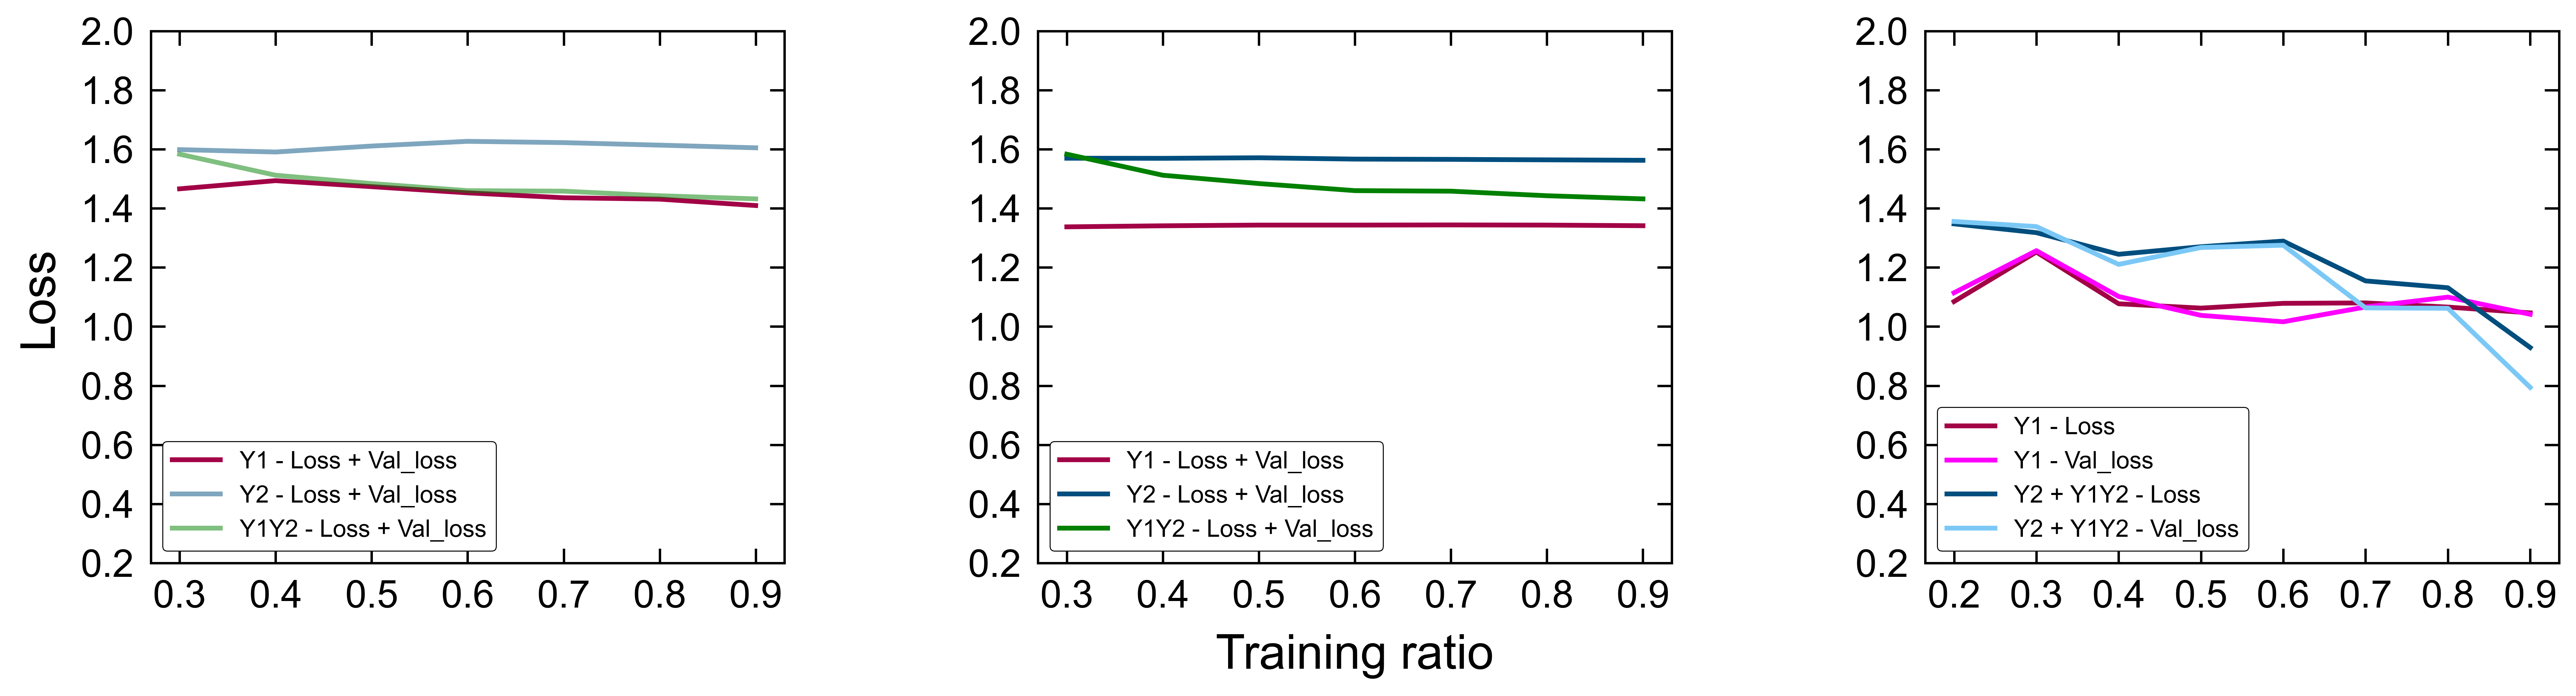 Loss
2.0
1.8
1.6
1.4
1.2
1.0
0.8
0.6
0.4
0.2
Y1 - Loss + Val_loss
Y2 - Loss + Val_loss
Y1Y2 - Loss + Val_loss
0.3 0.4 0.5 0.6 0.7 0.8 0.9
2.0
1.8
1.6
1.4
1.2
1.0
0.8
0.6
0.4
0.2
Y1 - Loss + Val_loss
Y2 - Loss + Val_loss
Y1Y2 - Loss + Val_loss
0.3 0.4 0.5 0.6 0.7 0.8 0.9
Training ratio
2.0
1.8
1.6
1.4
1.2
1.0
0.8
0.6
0.4
0.2
Y1 - Loss
Y1 - Val_loss
Y2 + Y1Y2 - Loss
Y2 + Y1Y2 - Val_loss
0.2 0.3 0.4 0.5 0.6 0.7 0.8 0.9